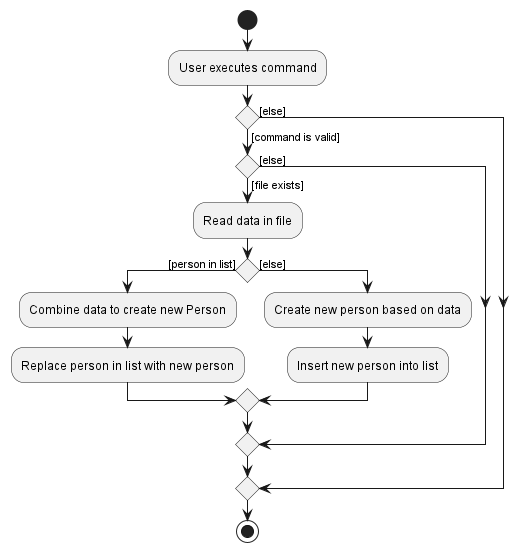 User executes command
[else]
[command is valid]
[else]
[file exists]
Read data in file
[person in list]
[else]
Combine data to create new Person
Create new person based on data
Replace person in list with new person
Insert new person into list